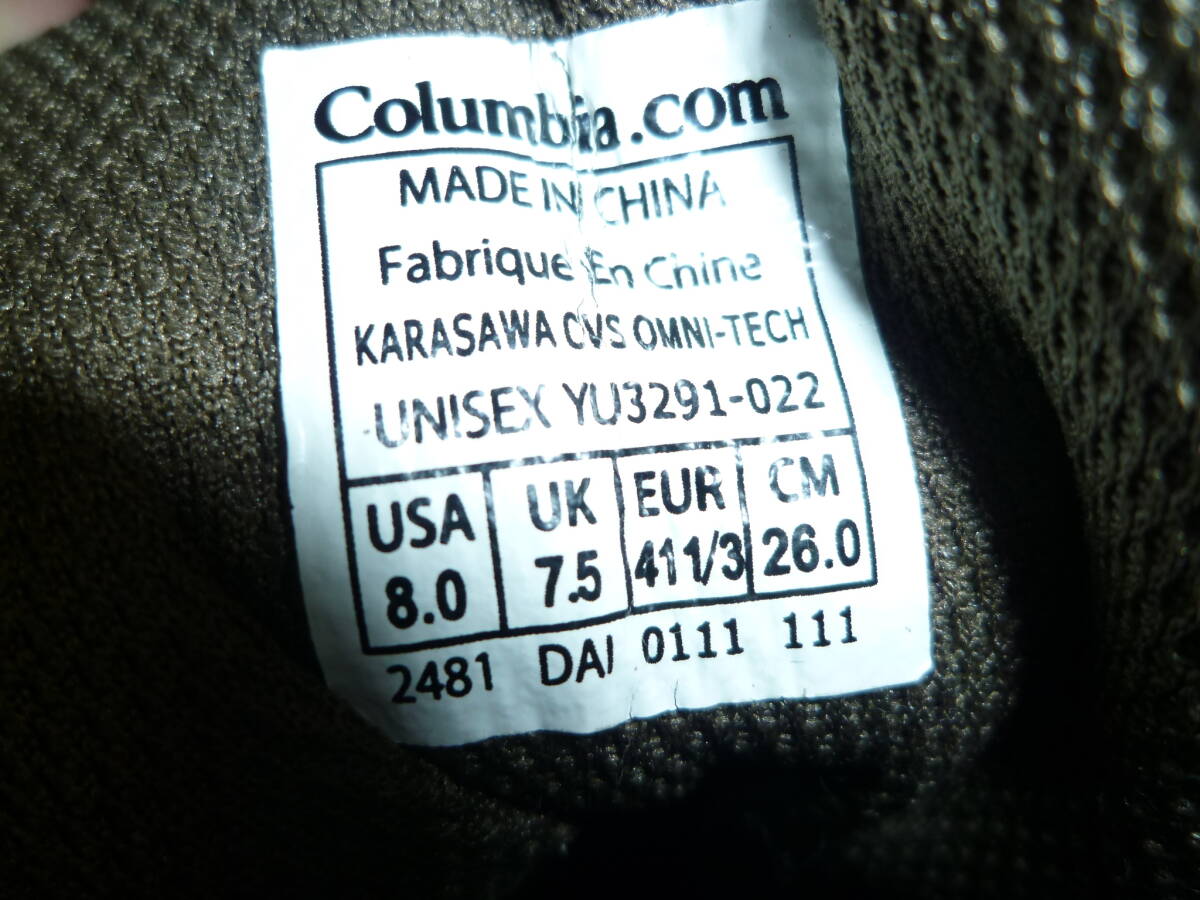 Columbia.com
MADE IN CHINA
Fabrique En Chine
KARASAWA CVS OMNI-TECH
UNISEX YU3291-022
USA UK EUR CM
8.0 7.5 41 1/3 26.0
2481 DAI 0111 111